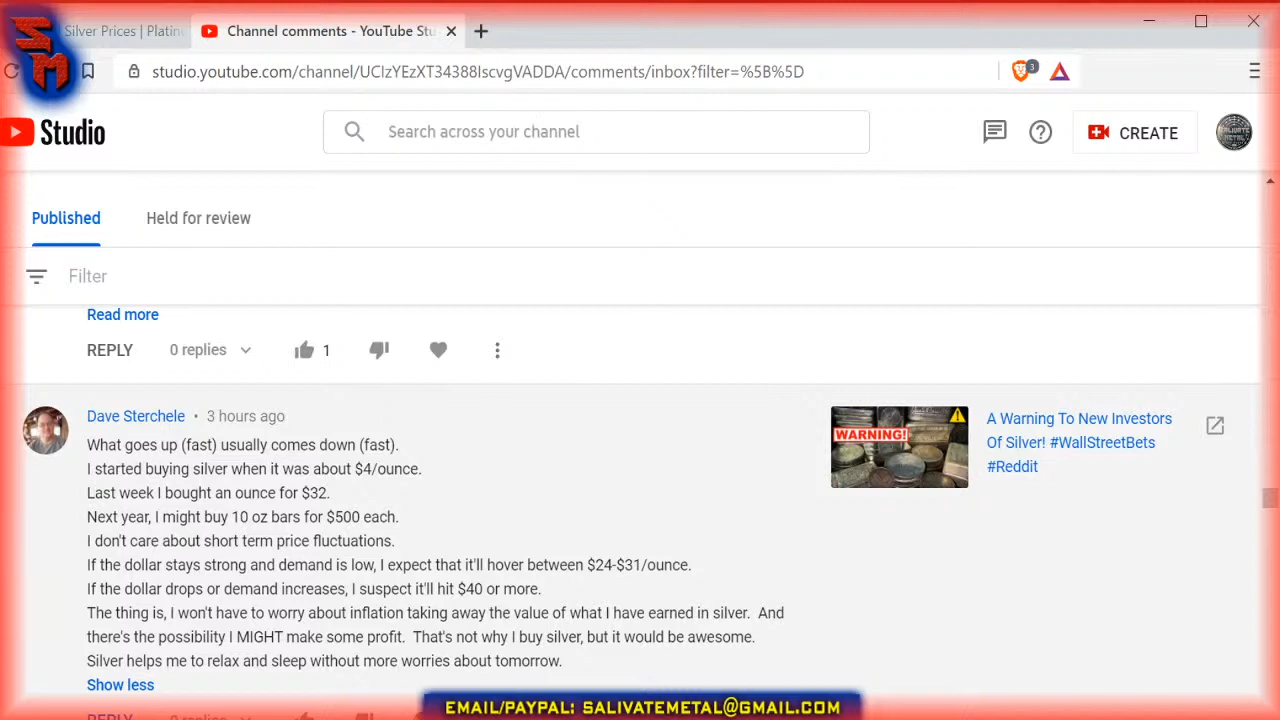 SM
Silver Prices | Platin
Channel comments - YouTube Stu
studio.youtube.com/channel/UCIzYEzXT34388IscvgVADDA/comments/inbox?filter=%5B%5D
3
Studio
Search across your channel
CREATE
SALIVATE METAL
Published
Held for review
Filter
Read more
REPLY 0 replies 1
Dave Sterchele • 3 hours ago
What goes up (fast) usually comes down (fast).
I started buying silver when it was about $4/ounce.
Last week I bought an ounce for $32.
Next year, I might buy 10 oz bars for $500 each.
I don't care about short term price fluctuations.
If the dollar stays strong and demand is low, I expect that it'll hover between $24-$31/ounce.
If the dollar drops or demand increases, I suspect it'll hit $40 or more.
The thing is, I won't have to worry about inflation taking away the value of what I have earned in silver. And
there's the possibility I MIGHT make some profit. That's not why I buy silver, but it would be awesome.
Silver helps me to relax and sleep without more worries about tomorrow.
Show less
WARNING!
A Warning To New Investors
Of Silver! #WallStreetBets
#Reddit
REPLY 0 replies
EMAIL/PAYPAL: SALIVATEMETAL@GMAIL.COM